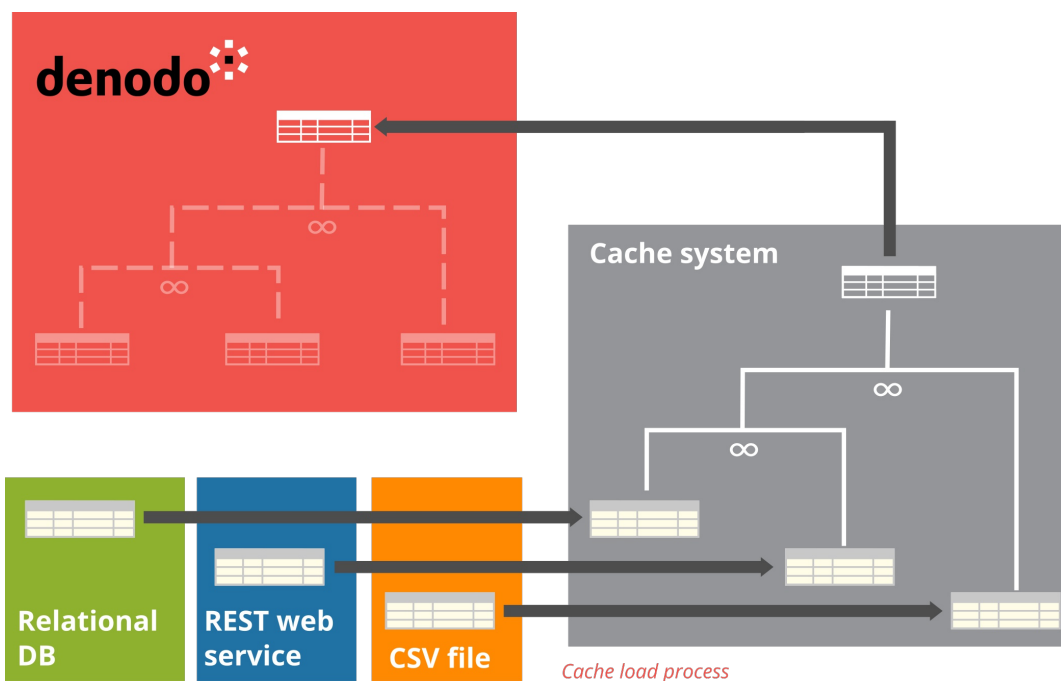 denodo
∞
∞
Cache system
∞
∞
Relational
DB
REST web
service
CSV file
Cache load process